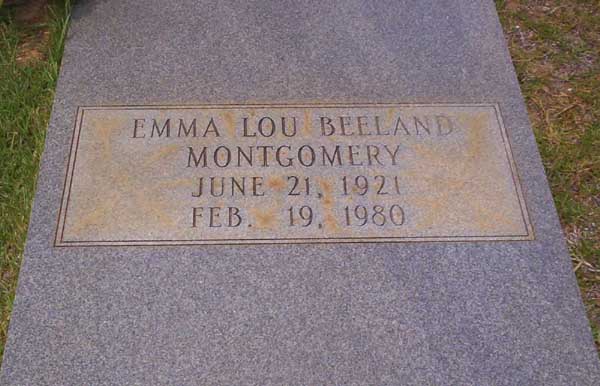 EMMA LOU BEELAND
MONTGOMERY
JUNE 21, 1921
FEB. 19, 1980